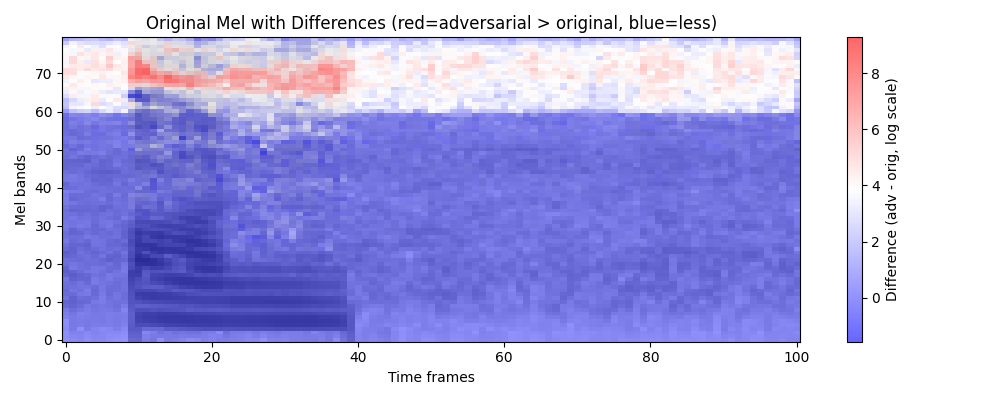 Original Mel with Differences (red=adversarial > original, blue=less)
Mel bands
70
60
50
40
30
20
10
0
0 20 40 60 80 100
Time frames
8
6
4
2
0
Difference (adv - orig, log scale)